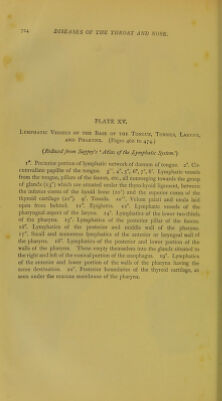 724 DISEASES OF THE THROAT AND NOSE.
PLATE XV.
Lymphatic Vessels of the Base of the Tongue, Tonsils, Larynx,
and Pharynx. (Pages 460 to 474.)
(Reduced from Sappey's 'Atlas of the Lymphatic System.')
1°. Posterior portion of lymphatic network of dorsum of tongue. 2°. Cir-
cumvallate papillæ of the tongue. 3°, 4°, 5°, 6°, 7°, 8°. Lymphatic vessels
from the tongue, pillars of the fauces, etc., all converging towards the group
of glands (23°) which are situated under the thyro-hyoid ligament, between
the inferior cornu of the hyoid bone (20°) and the superior cornu of the
thyroid cartilage (21°). 9°. Tonsils. 10°. Velum palati and uvula laid
open from behind. 11°. Epiglottis. 12°. Lymphatic vessels of the
pharyngeal aspect of the larynx. 14°. Lymphatics of the lower two-thirds
of the pharynx. 15°. Lymphatics of the posterior pillar of the fauces.
16°. Lymphatics of the posterior and middle wall of the pharynx.
17°. Small and numerous lymphatics of the anterior or laryngeal wall of
the pharynx. 18°. Lymphatics of the posterior and lower portion of the
walls of the pharynx. These empty themselves into the glands situated to
the right and left of the conical portion of the œsophagus. 19°. Lymphatics
of the anterior and lower portion of the walls of the pharynx having the
same destination. 22°. Posterior boundaries of the thyroid cartilage, as
seen under the mucous membrane of the pharynx.